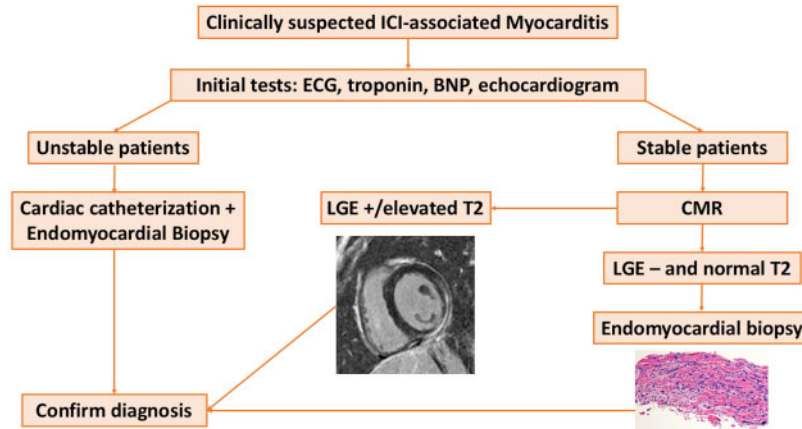 Clinically suspected ICI-associated Myocarditis
Initial tests: ECG, troponin, BNP, echocardiogram
Unstable patients
Stable patients
Cardiac catheterization +
Endomyocardial Biopsy
LGE +/elevated T2
CMR
LGE – and normal T2
Endomyocardial biopsy
Confirm diagnosis